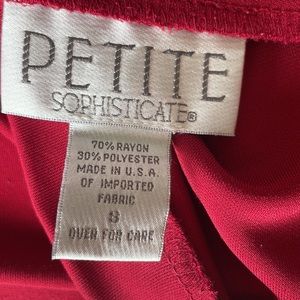 PETITE
SOPHISTICATE®
70% RAYON
30% POLYESTER
MADE IN U.S.A.
OF IMPORTED
FABRIC
8
OVER FOR CARE